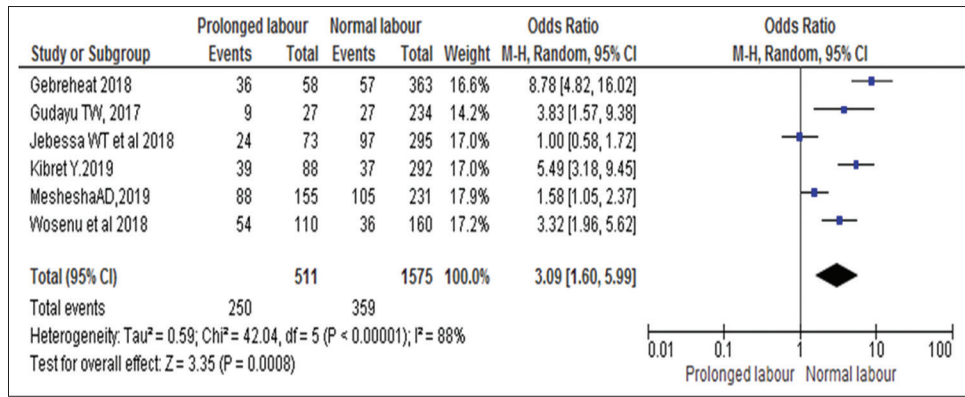 Prolonged labour Normal labour Odds Ratio Odds Ratio
Study or Subgroup Events Total Events Total Weight M-H, Random, 95% CI M-H, Random, 95% CI
Gebreheat 2018 36 58 57 363 16.6% 8.78 [4.82, 16.02]
Gudayu TW, 2017 9 27 27 234 14.2% 3.83 [1.57, 9.38]
Jebessa WT et al 2018 24 73 97 295 17.0% 1.00 [0.58, 1.72]
Kibret Y.2019 39 88 37 292 17.0% 5.49 [3.18, 9.45]
MesheshaAD,2019 88 155 105 231 17.9% 1.58 [1.05, 2.37]
Wosenu et al 2018 54 110 36 160 17.2% 3.32 [1.96, 5.62]
Total (95% CI) 511 1575 100.0% 3.09 [1.60, 5.99]
Total events 250 359
Heterogeneity: Tau² = 0.59; Chi² = 42.04, df = 5 (P < 0.00001); I² = 88%
Test for overall effect: Z = 3.35 (P = 0.0008)
0.01 0.1 1 10 100
Prolonged labour Normal labour